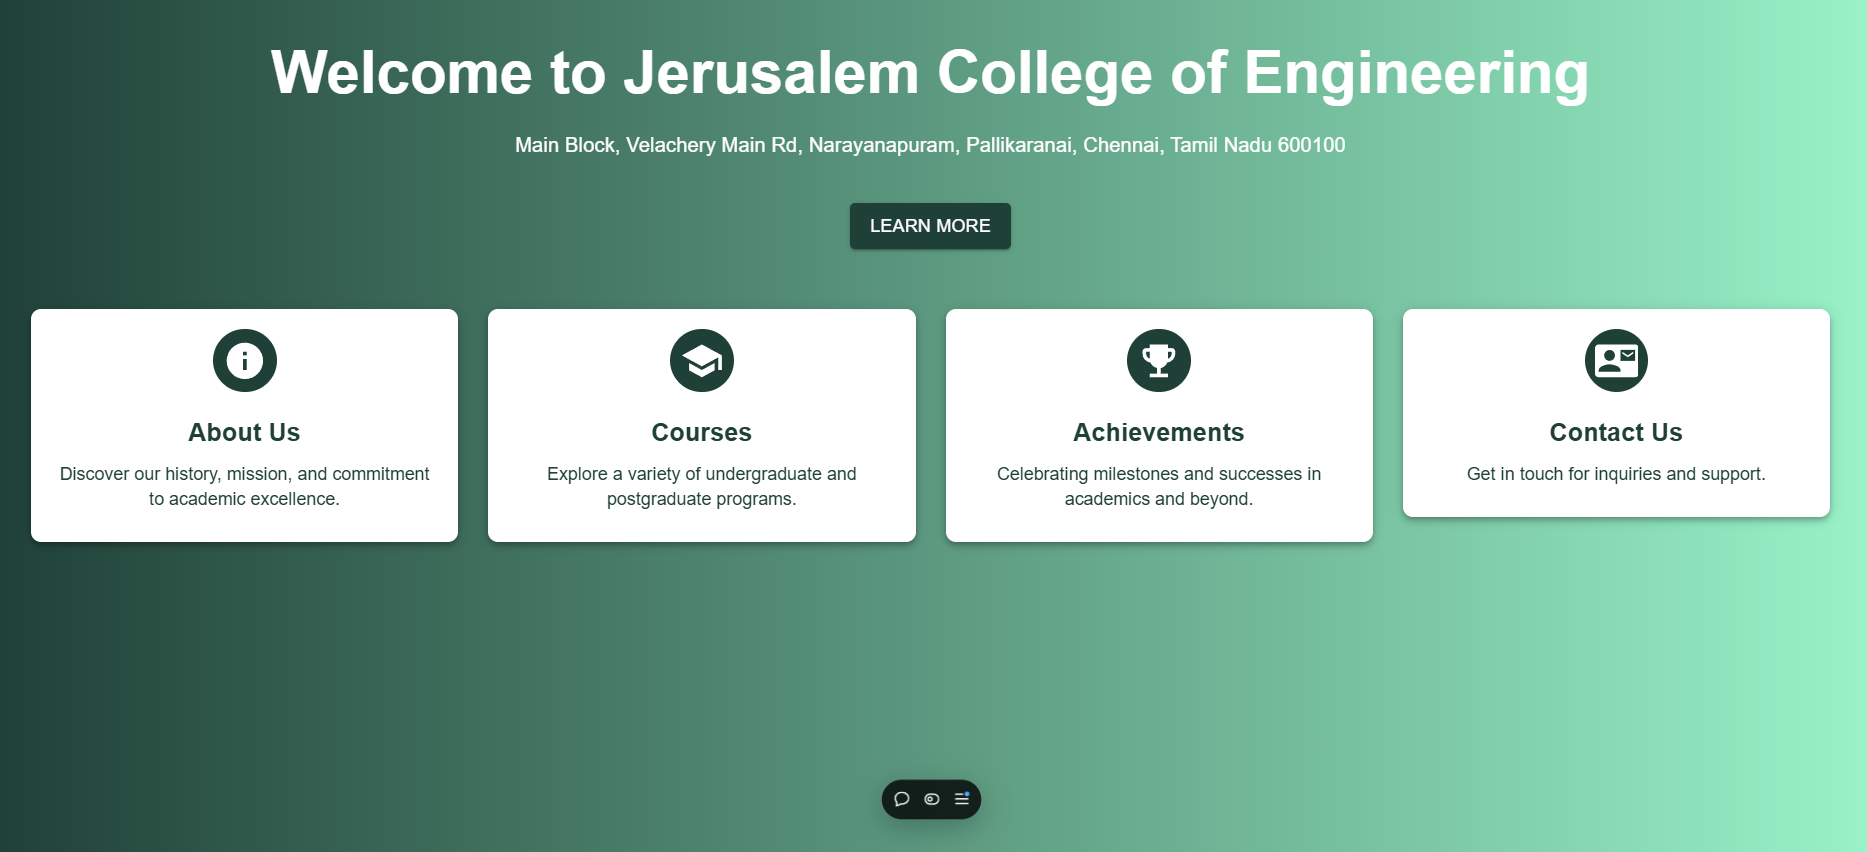 Welcome to Jerusalem College of Engineering
Main Block, Velachery Main Rd, Narayanapuram, Pallikaranai, Chennai, Tamil Nadu 600100
LEARN MORE
About Us
Discover our history, mission, and commitment
to academic excellence.
Courses
Explore a variety of undergraduate and
postgraduate programs.
Achievements
Celebrating milestones and successes in
academics and beyond.
Contact Us
Get in touch for inquiries and support.